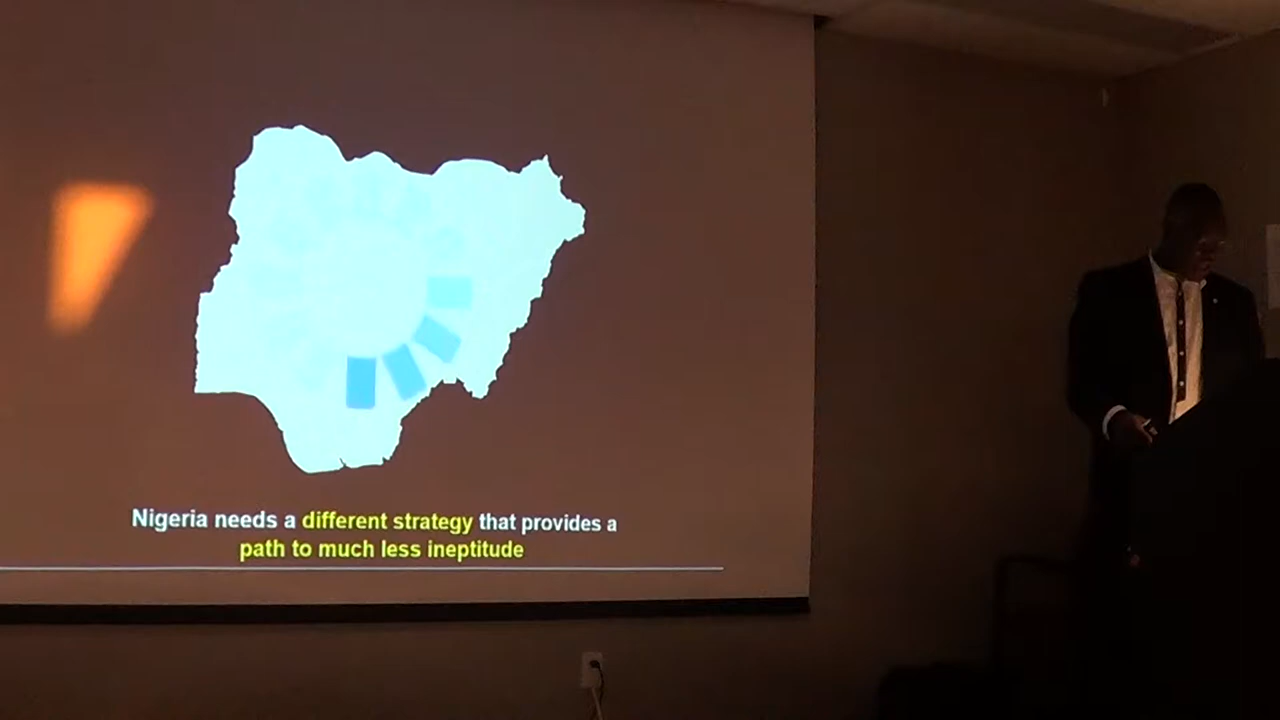 Nigeria needs a different strategy that provides a
path to much less ineptitude